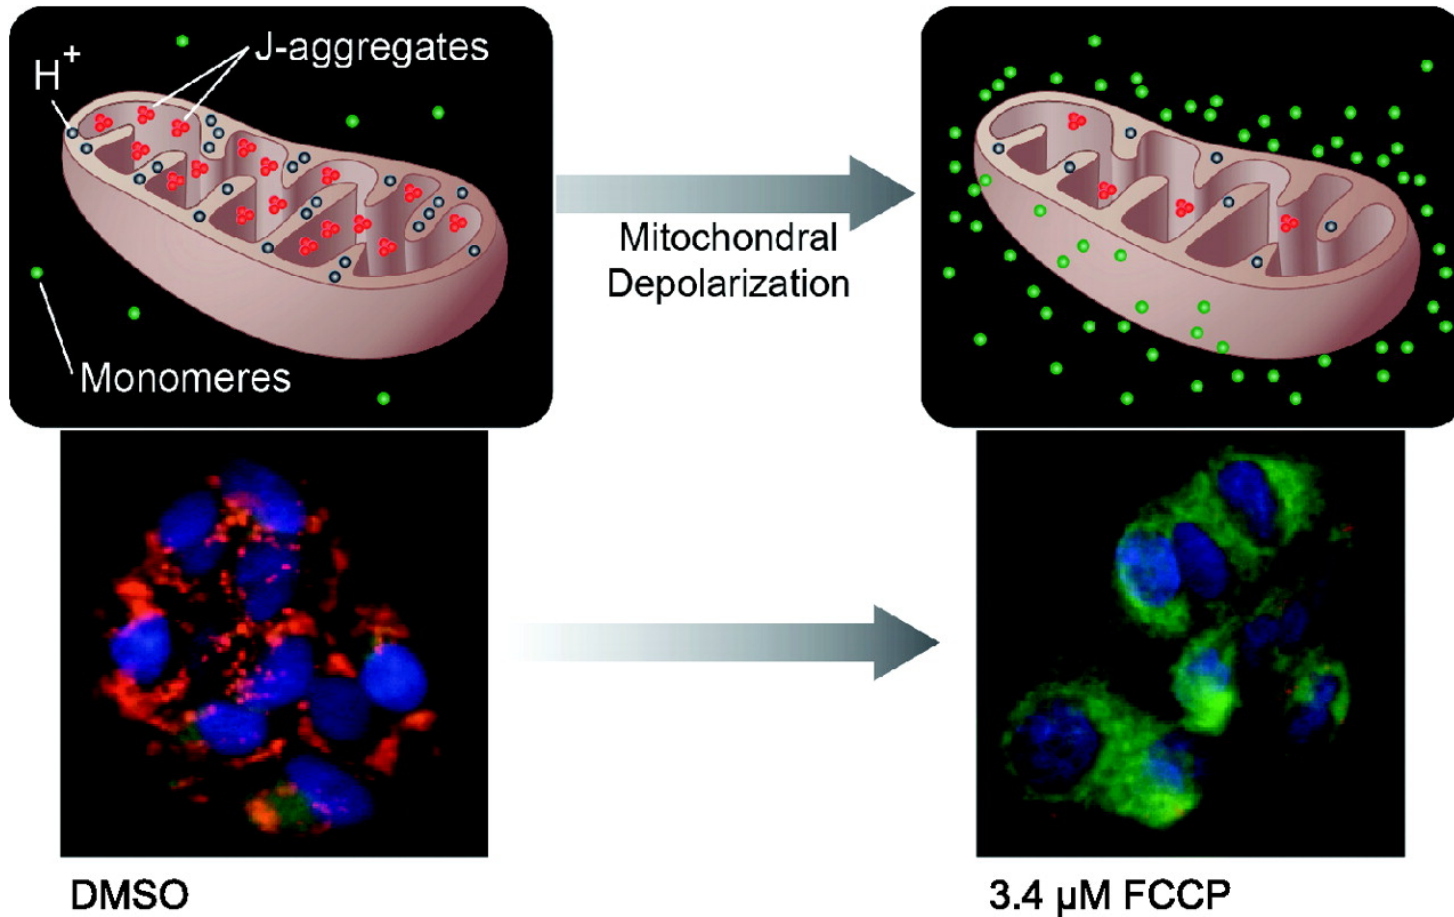 H+
J-aggregates
Monomeres
Mitochondral
Depolarization
DMSO
3.4 µM FCCP